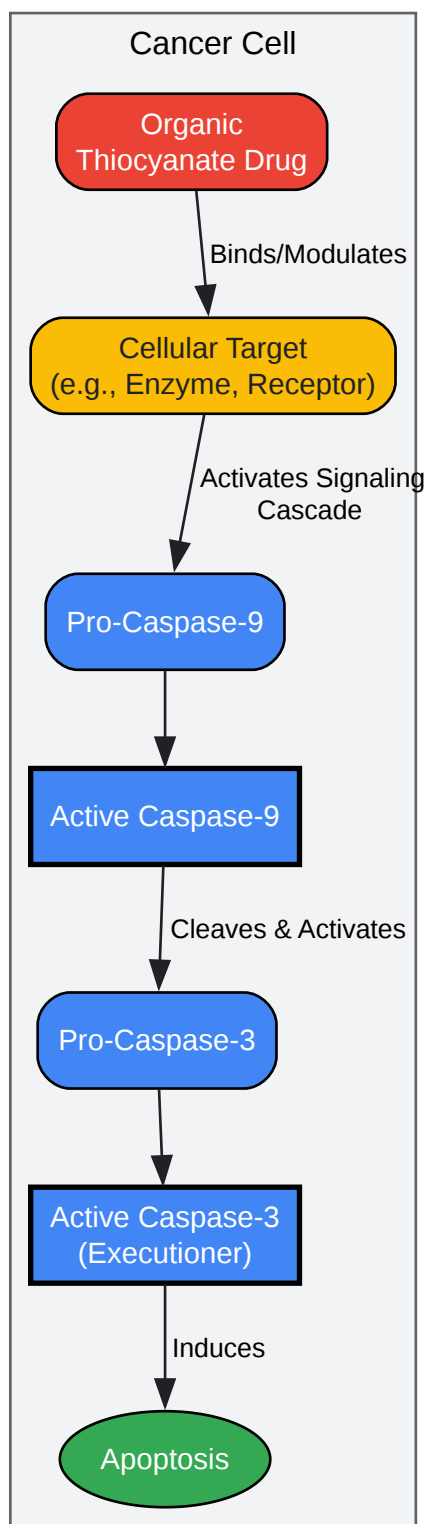 Cancer Cell
Organic
Thiocyanate Drug
Binds/Modulates
Cellular Target
(e.g., Enzyme, Receptor)
Activates Signaling
Cascade
Pro-Caspase-9
Active Caspase-9
Cleaves & Activates
Pro-Caspase-3
Active Caspase-3
(Executioner)
Induces
Apoptosis